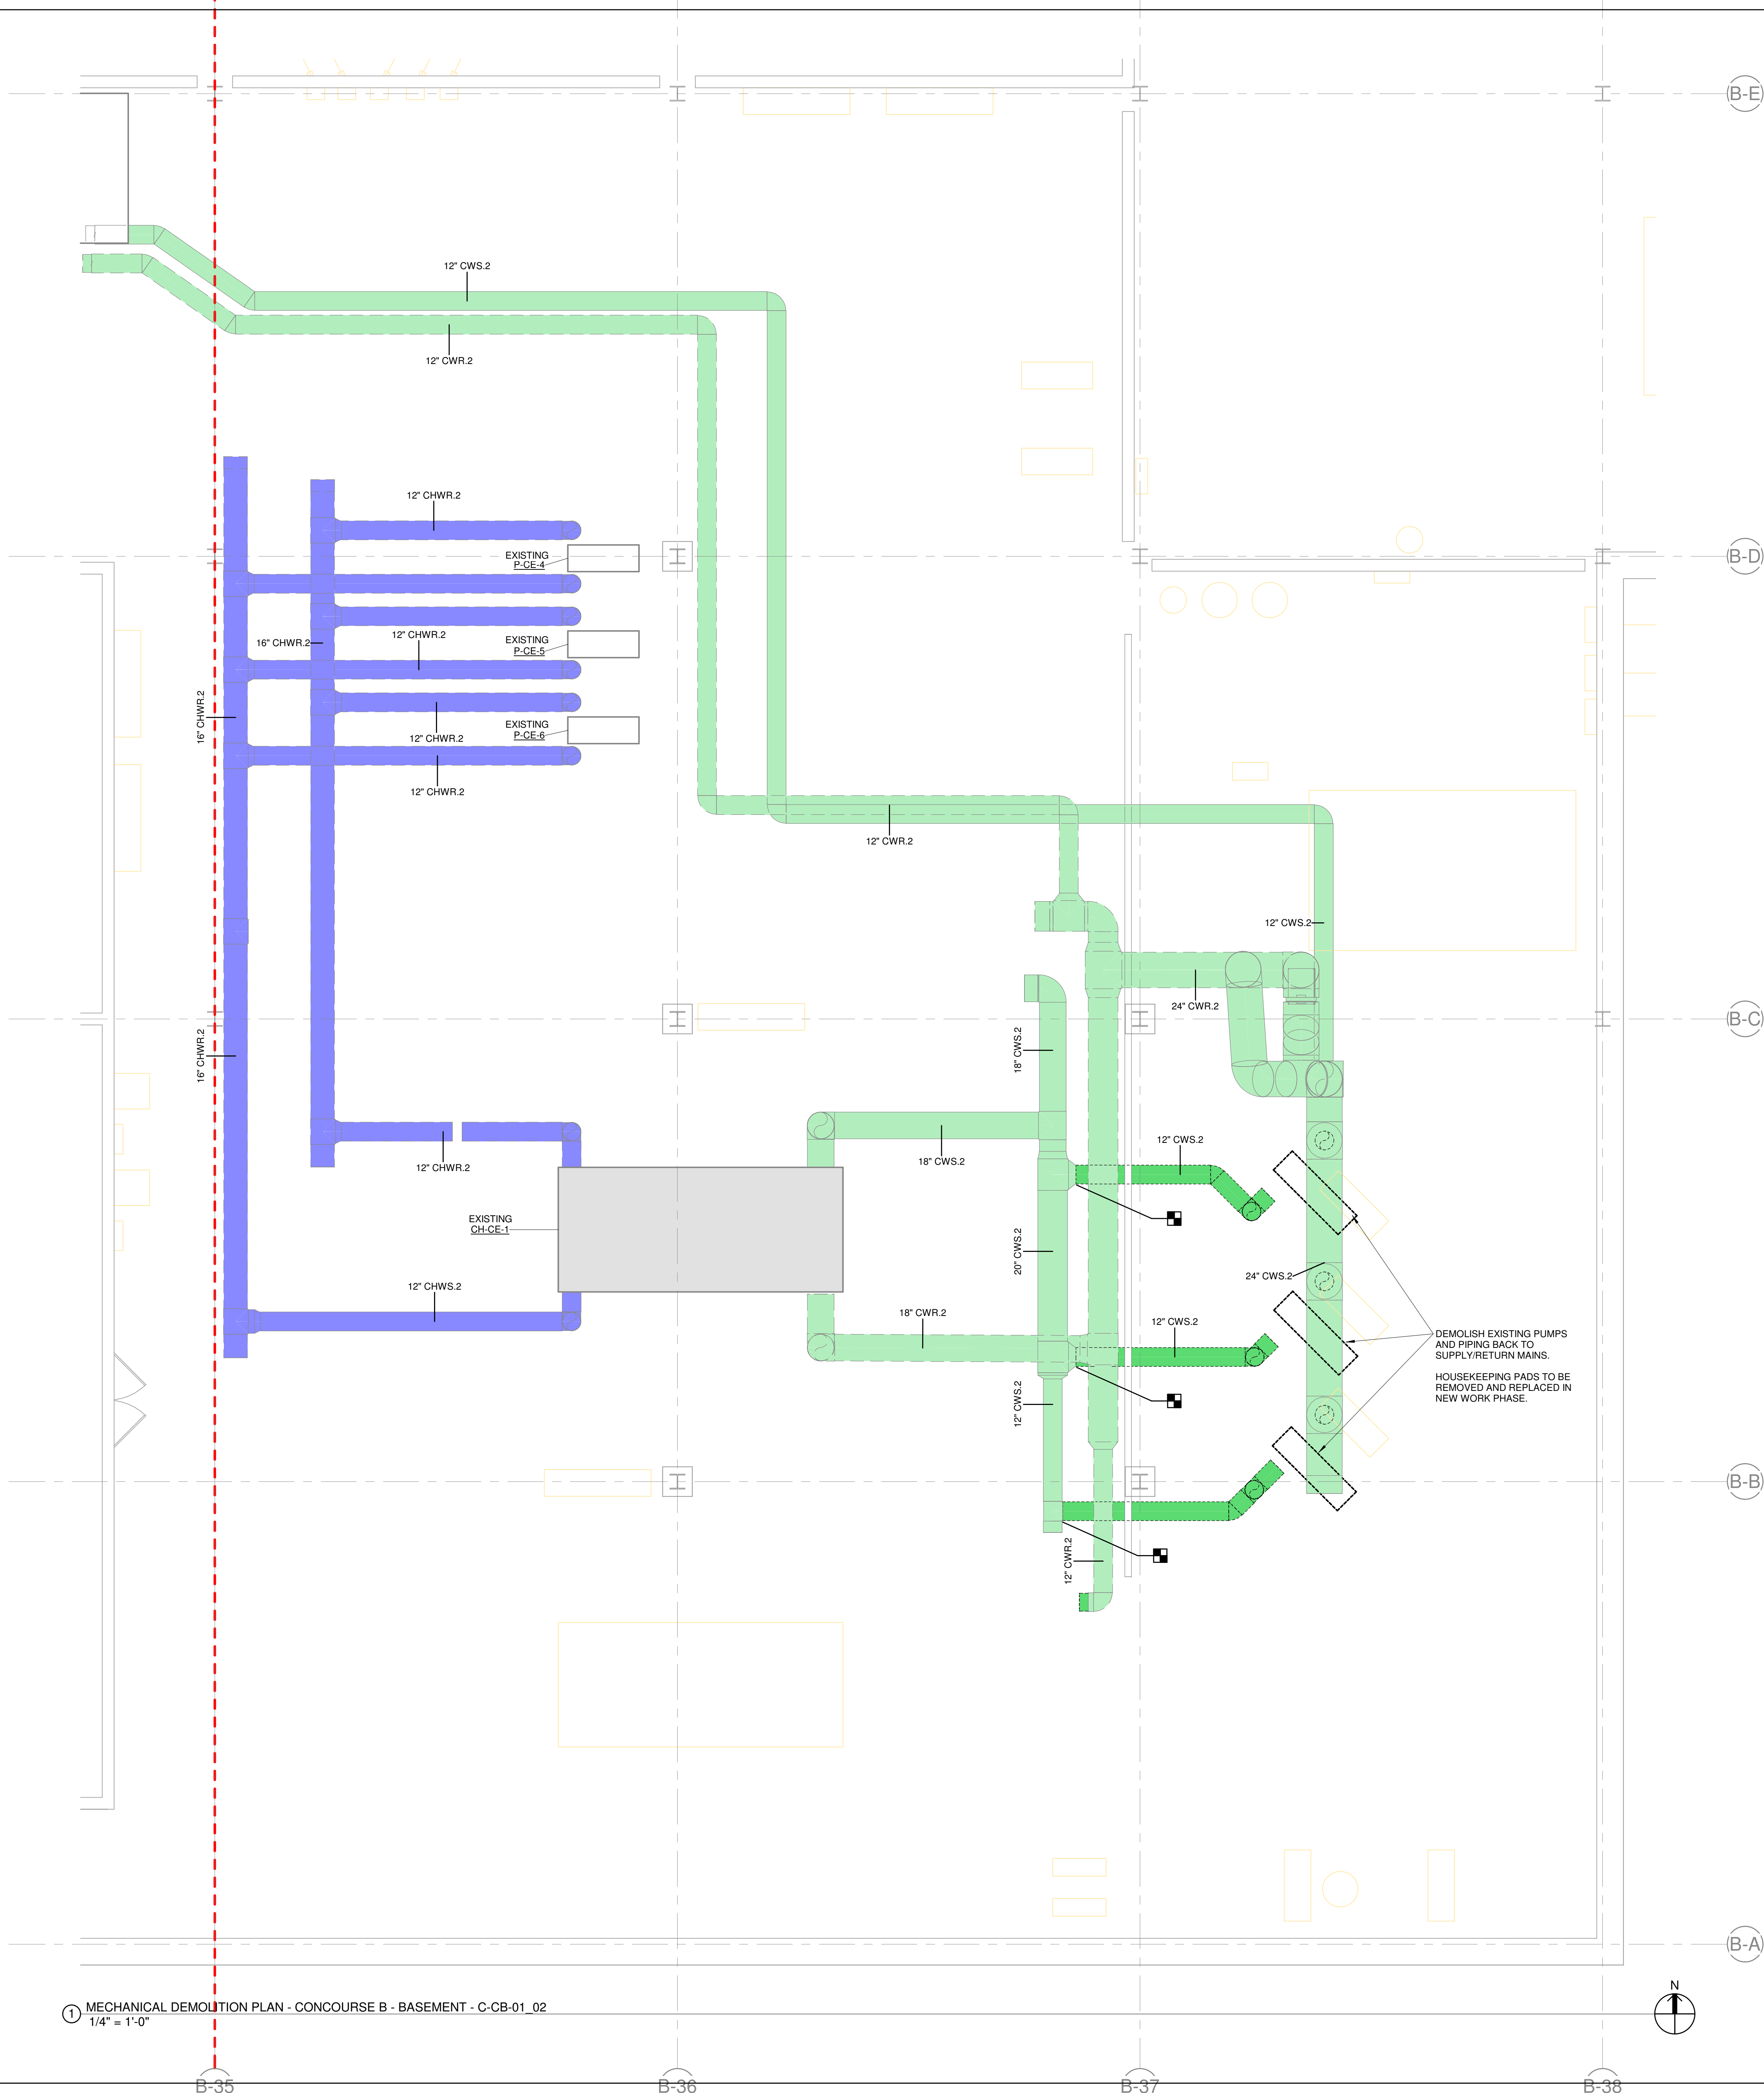 B-E
12" CWS.2
12" CWR.2
12" CHWR.2
EXISTING
P-CE-4
B-D
16" CHWR.2
12" CHWR.2
EXISTING
P-CE-5
16" CHWR.2
12" CHWR.2
EXISTING
P-CE-6
12" CHWR.2
12" CWR.2
12" CWS.2
24" CWR.2
B-C
16" CHWR.2
18" CWS.2
12" CHWR.2
18" CWS.2
12" CWS.2
EXISTING
CH-CE-1
20" CWS.2
24" CWS.2
12" CHWS.2
18" CWR.2
12" CWS.2
DEMOLISH EXISTING PUMPS
AND PIPING BACK TO
SUPPLY/RETURN MAINS.
HOUSEKEEPING PADS TO BE
REMOVED AND REPLACED IN
NEW WORK PHASE.
12" CWS.2
B-B
12" CWR.2
B-A
N
1
MECHANICAL DEMOLITION PLAN - CONCOURSE B - BASEMENT - C-CB-01_02
1/4" = 1'-0"
B-35
B-36
B-37
B-38